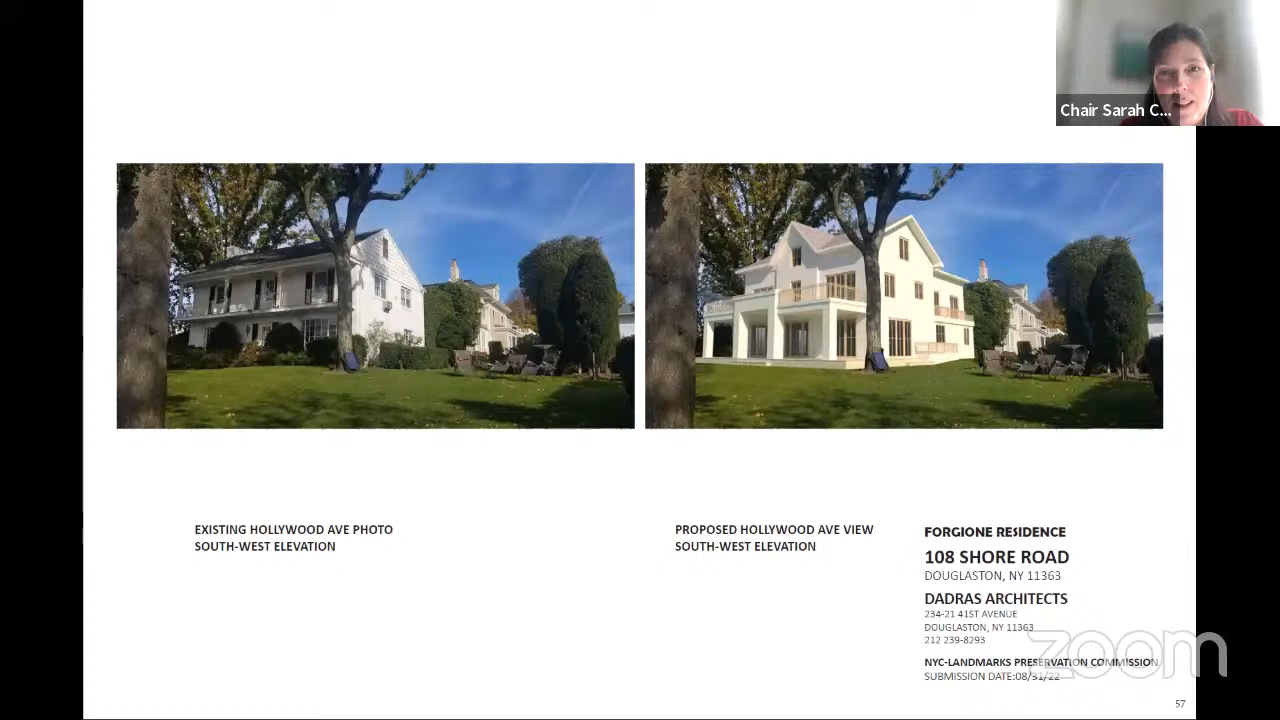 Chair Sarah C...
EXISTING HOLLYWOOD AVE PHOTO
SOUTH-WEST ELEVATION
PROPOSED HOLLYWOOD AVE VIEW
SOUTH-WEST ELEVATION
FORGIONE RESIDENCE
108 SHORE ROAD
DOUGLASTON, NY 11363
DADRAS ARCHITECTS
234-21 41ST AVENUE
DOUGLASTON, NY 11363
212 239-8293
NYC-LANDMARKS PRESERVATION COMMISSION
SUBMISSION DATE:08/31/22
zoom
57